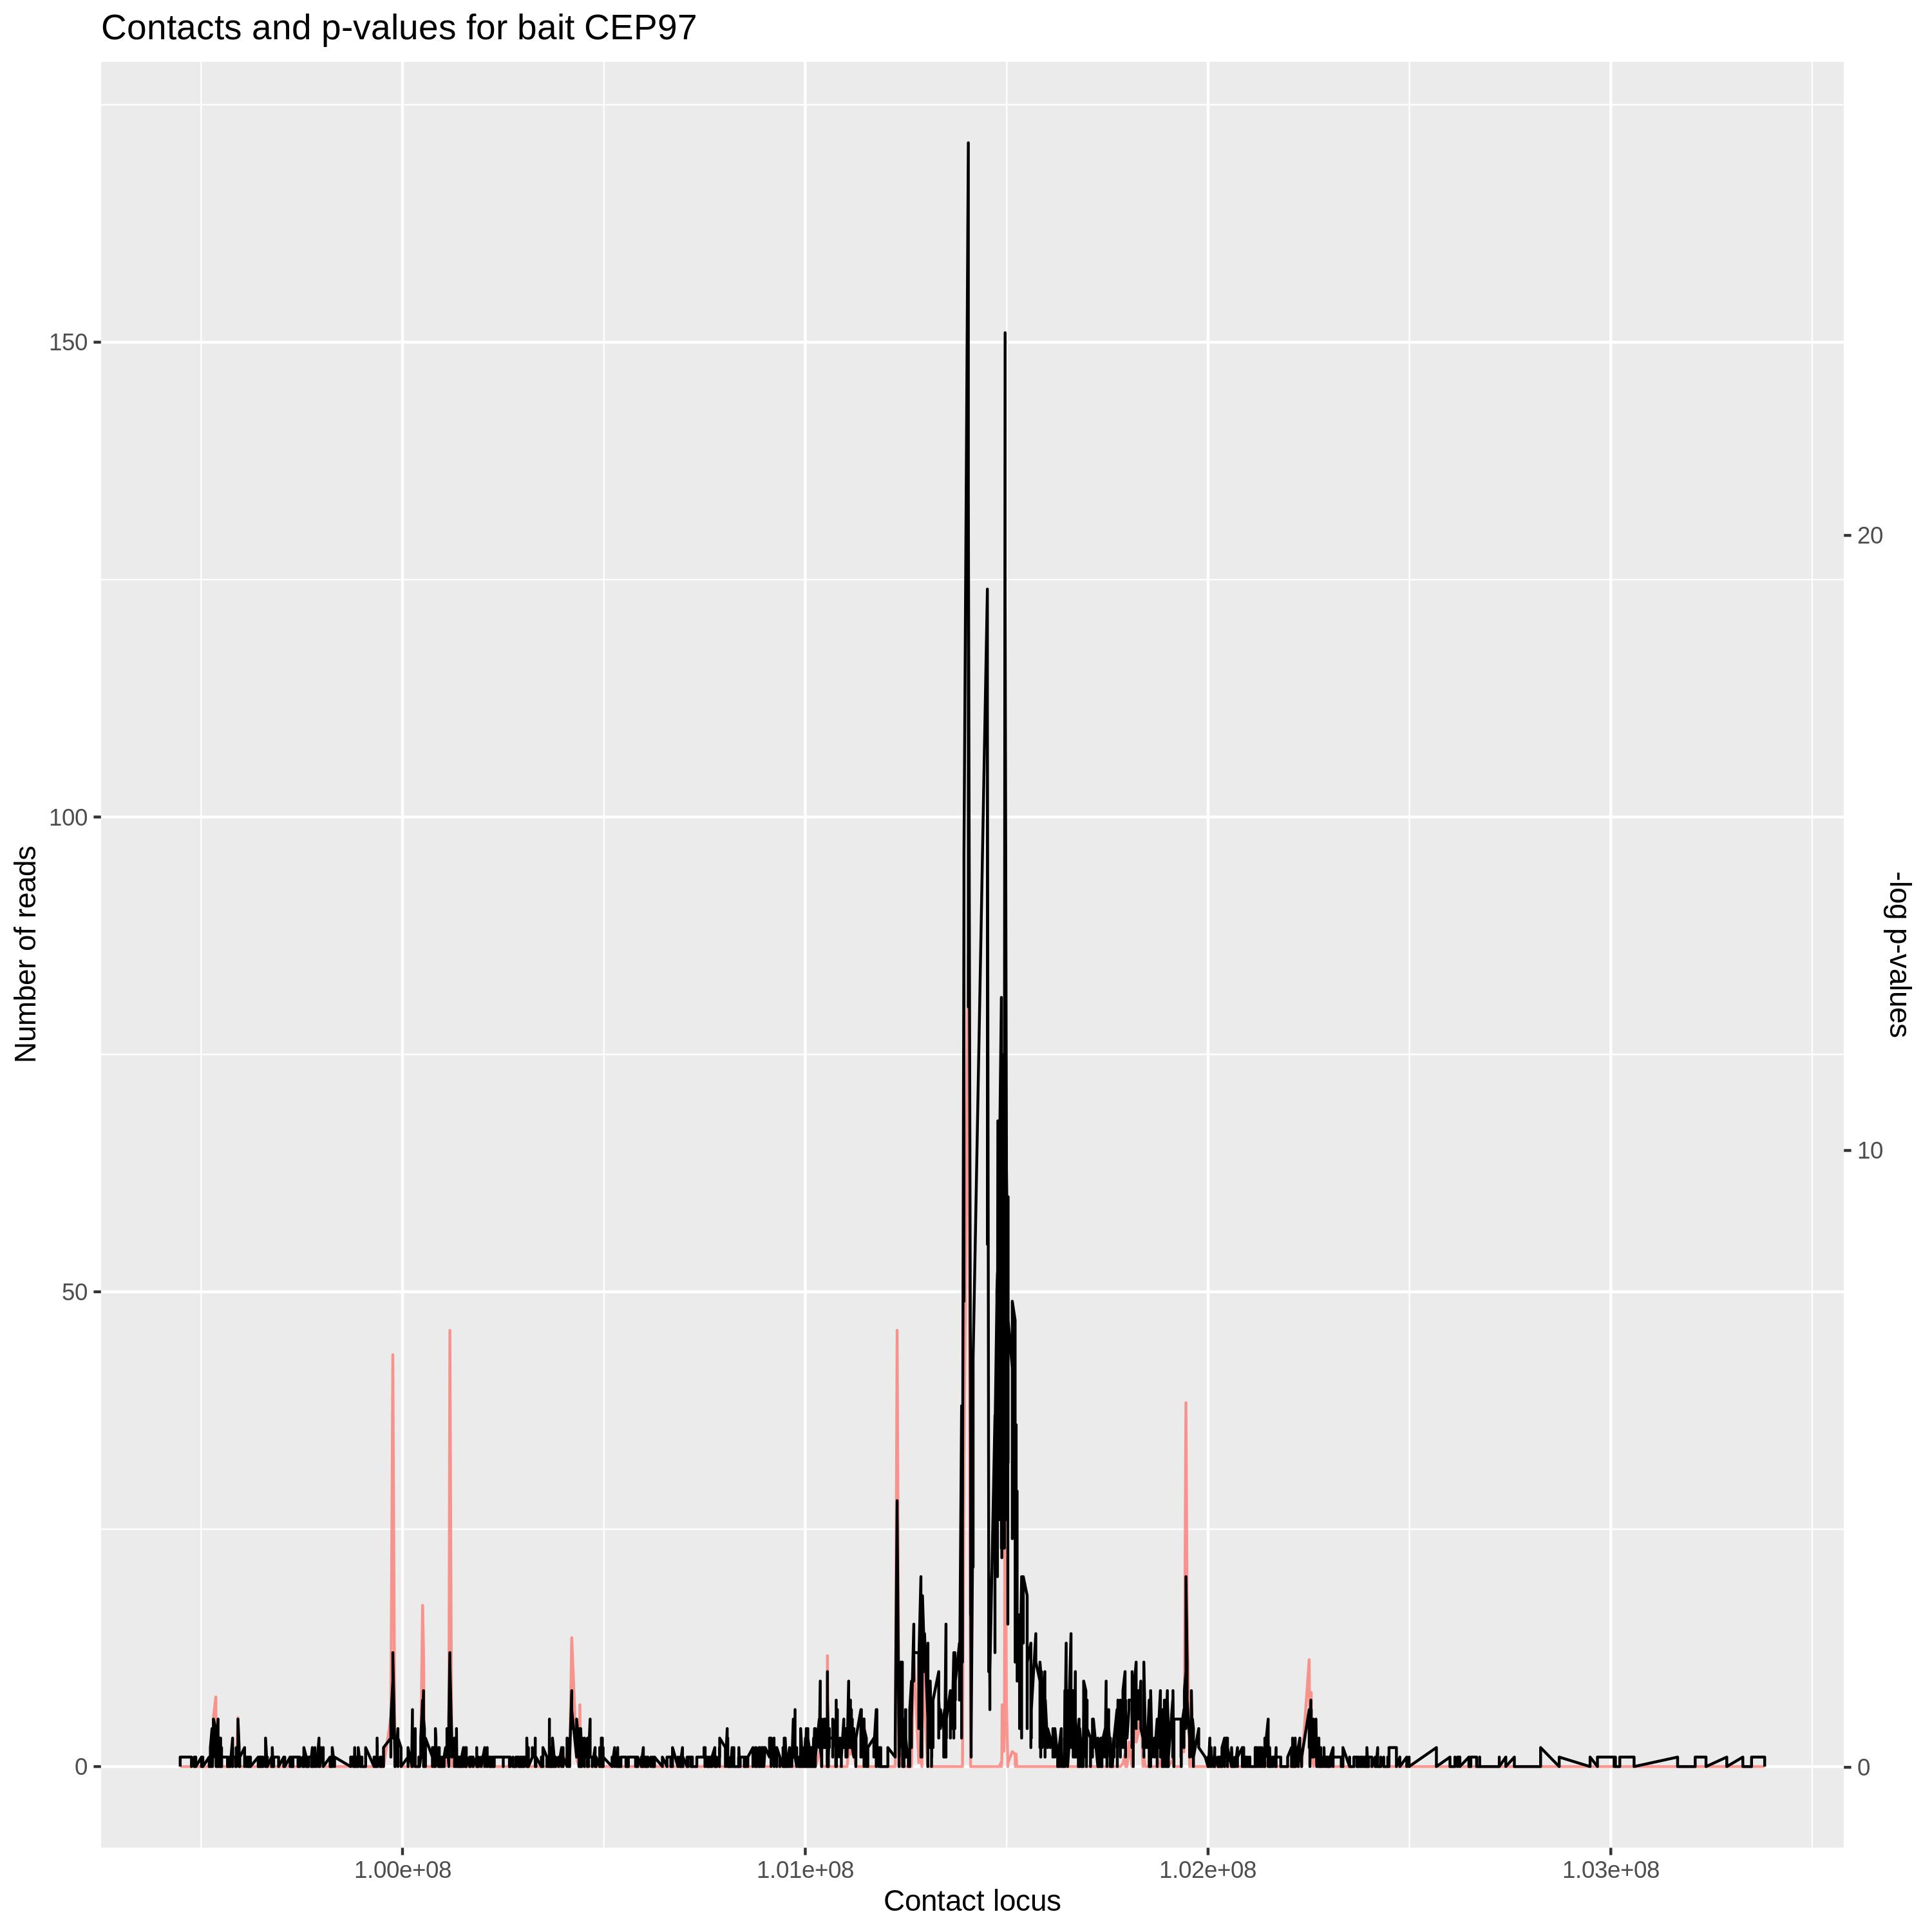 Contacts and p-values for bait CEP97
150
100
50
0
Number of reads
20
10
0
-log p-values
1.00e+08
1.01e+08
1.02e+08
1.03e+08
Contact locus